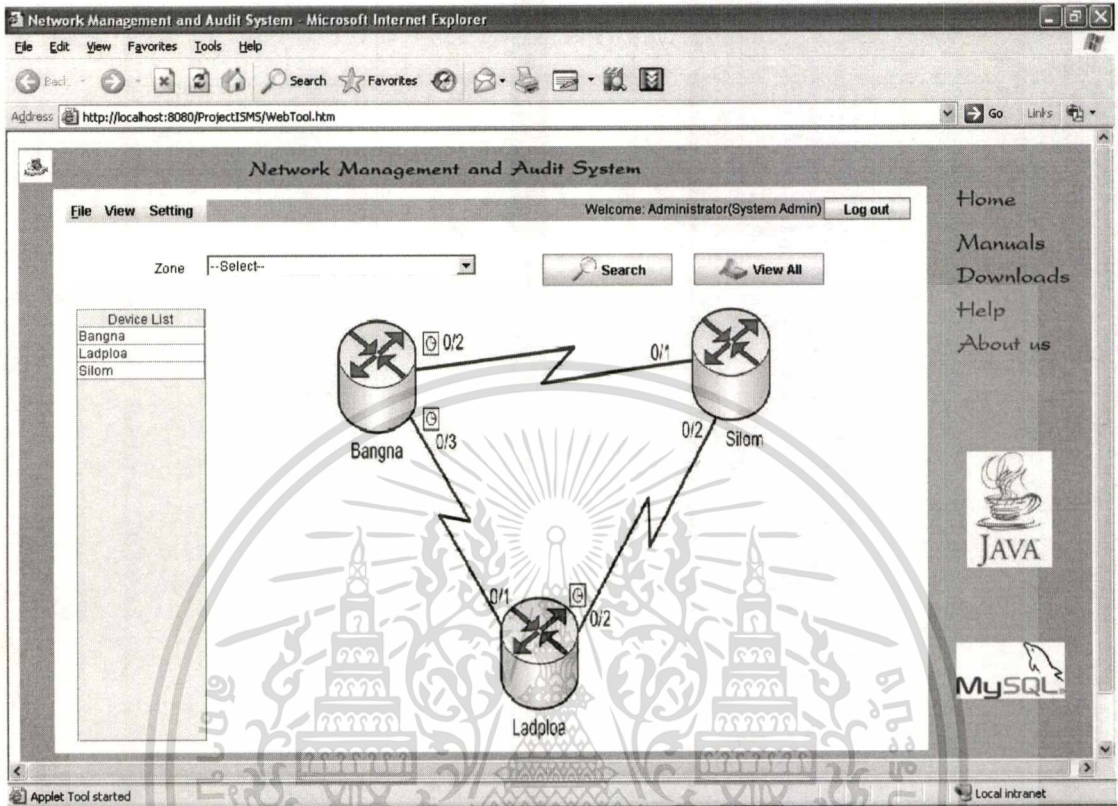 Network Management and Audit System - Microsoft Internet Explorer
File Edit View Favorites Tools Help
Back Search Favorites
Address http://localhost:8080/ProjectISMS/WebTool.htm Go Links
Network Management and Audit System
File View Setting Welcome: Administrator(System Admin) Log out
Zone --Select-- Search View All
Home
Manuals
Downloads
Help
About us
Device List
Bangna
Ladploa
Silom
0/2
0/1
0/3
0/2
Bangna
Silom
0/1
0/2
Ladploa
JAVA
MySQL
Applet Tool started Local intranet